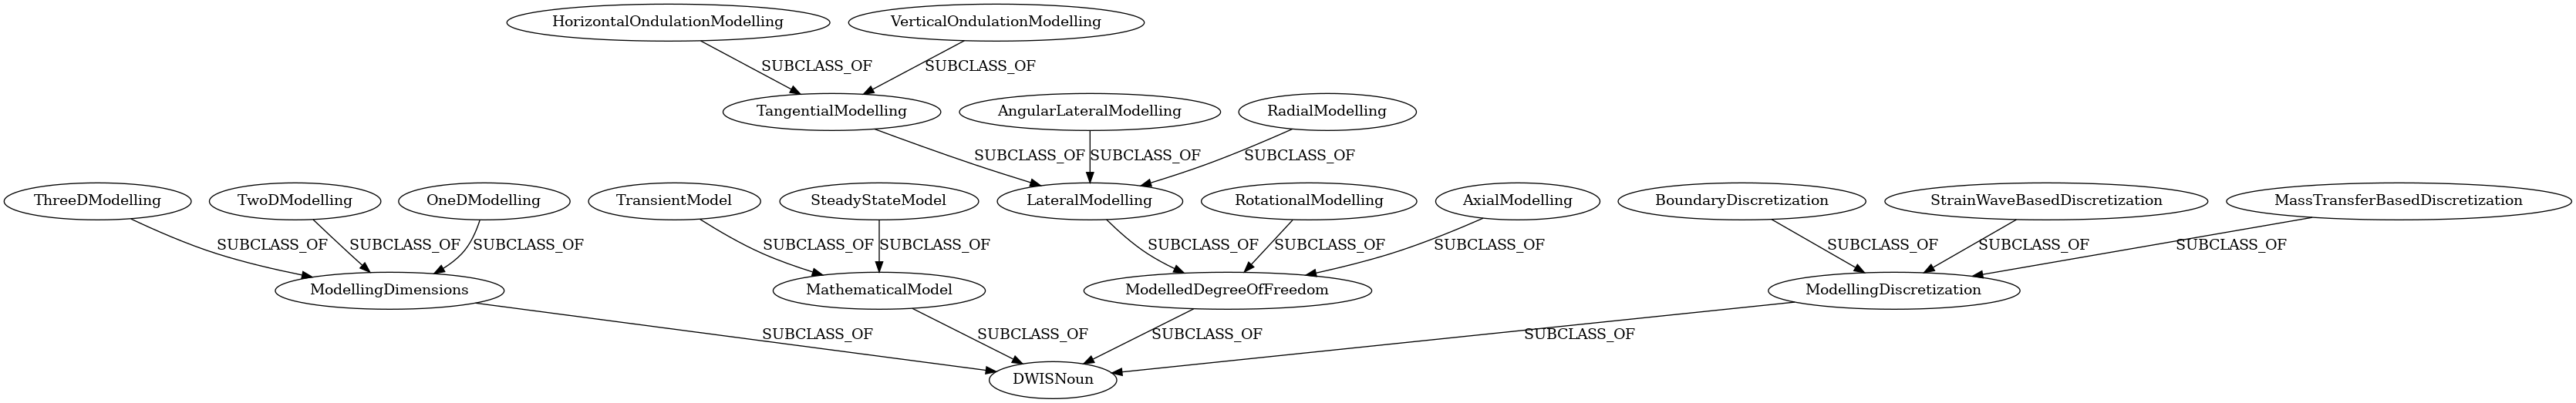 HorizontalOndulationModelling
VerticalOndulationModelling
SUBCLASS_OF
SUBCLASS_OF
TangentialModelling
AngularLateralModelling
RadialModelling
SUBCLASS_OF
SUBCLASS_OF
SUBCLASS_OF
ThreeDModelling
TwoDModelling
OneDModelling
TransientModel
SteadyStateModel
LateralModelling
RotationalModelling
AxialModelling
BoundaryDiscretization
StrainWaveBasedDiscretization
MassTransferBasedDiscretization
SUBCLASS_OF
SUBCLASS_OF
SUBCLASS_OF
SUBCLASS_OF
SUBCLASS_OF
SUBCLASS_OF
SUBCLASS_OF
SUBCLASS_OF
SUBCLASS_OF
SUBCLASS_OF
SUBCLASS_OF
ModellingDimensions
MathematicalModel
ModelledDegreeOfFreedom
ModellingDiscretization
SUBCLASS_OF
SUBCLASS_OF
SUBCLASS_OF
SUBCLASS_OF
DWISNoun